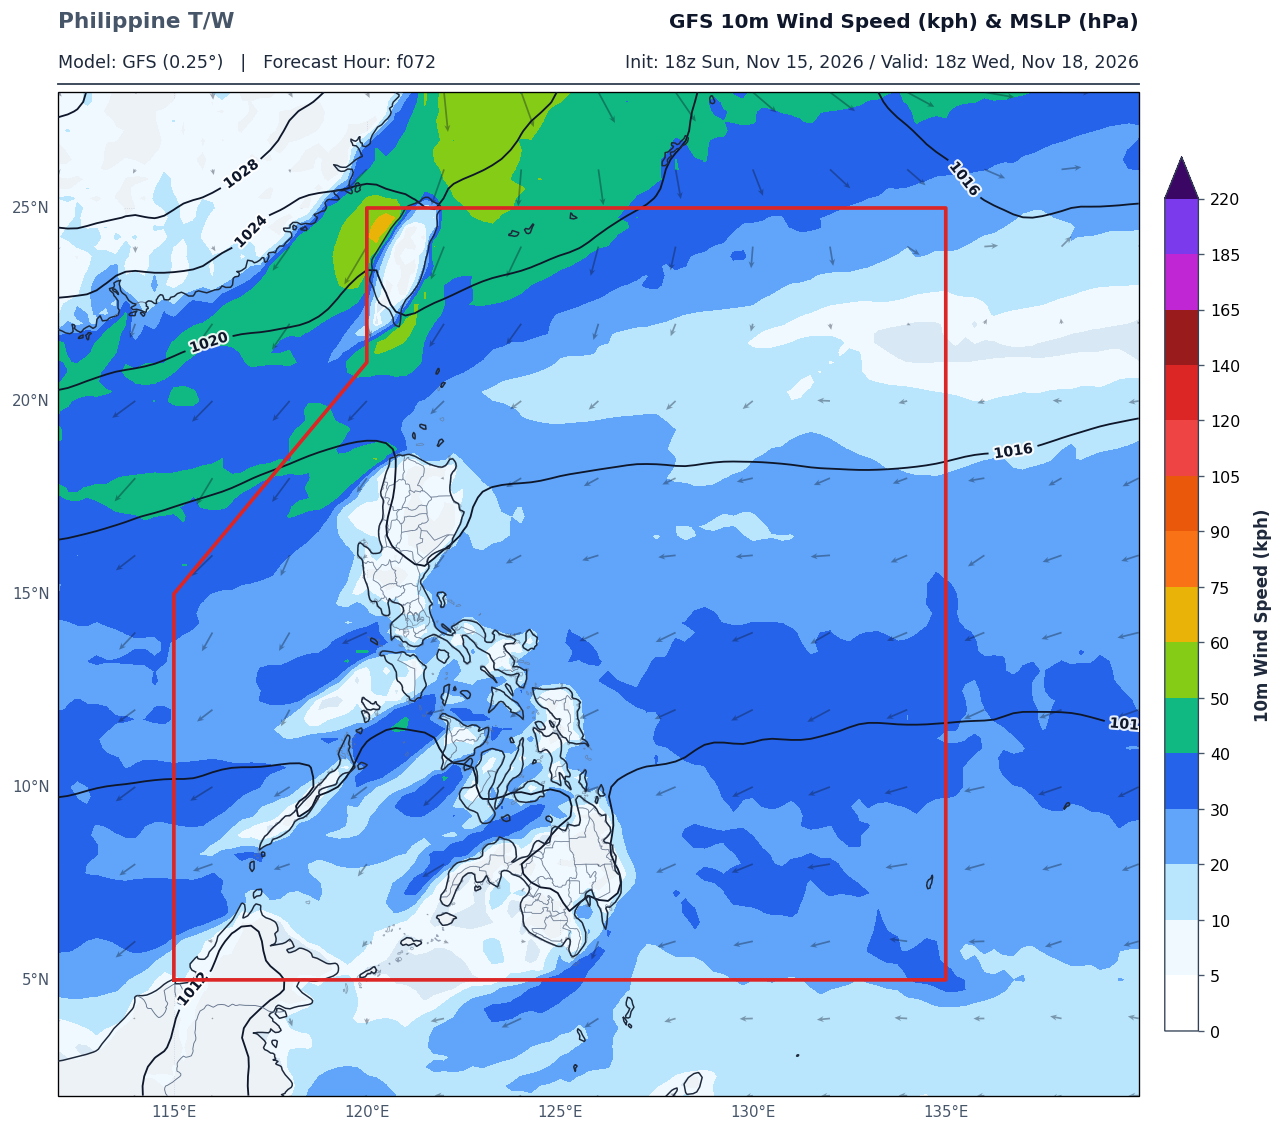 Philippine T/W
GFS 10m Wind Speed (kph) & MSLP (hPa)
Model: GFS (0.25°)   |   Forecast Hour: f072
Init: 18z Sun, Nov 15, 2026 / Valid: 18z Wed, Nov 18, 2026
1028
1016
1024
25°N
1020
20°N
1016
15°N
101
10°N
1012
5°N
115°E
120°E
125°E
130°E
135°E
220
185
165
140
120
105
90
75
60
50
40
30
20
10
5
0
10m Wind Speed (kph)